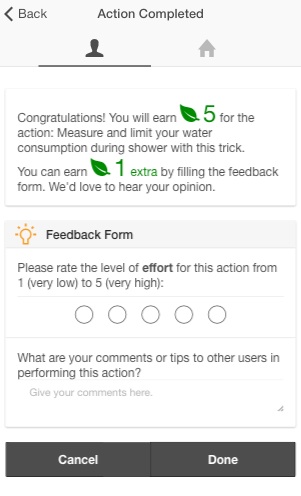 Back Action Completed
Congratulations! You will earn 5 for the
action: Measure and limit your water
consumption during shower with this trick.
You can earn 1 extra by filling the feedback
form. We'd love to hear your opinion.
Feedback Form
Please rate the level of effort for this action from
1 (very low) to 5 (very high):
What are your comments or tips to other users in
performing this action?
Give your comments here.
Cancel Done